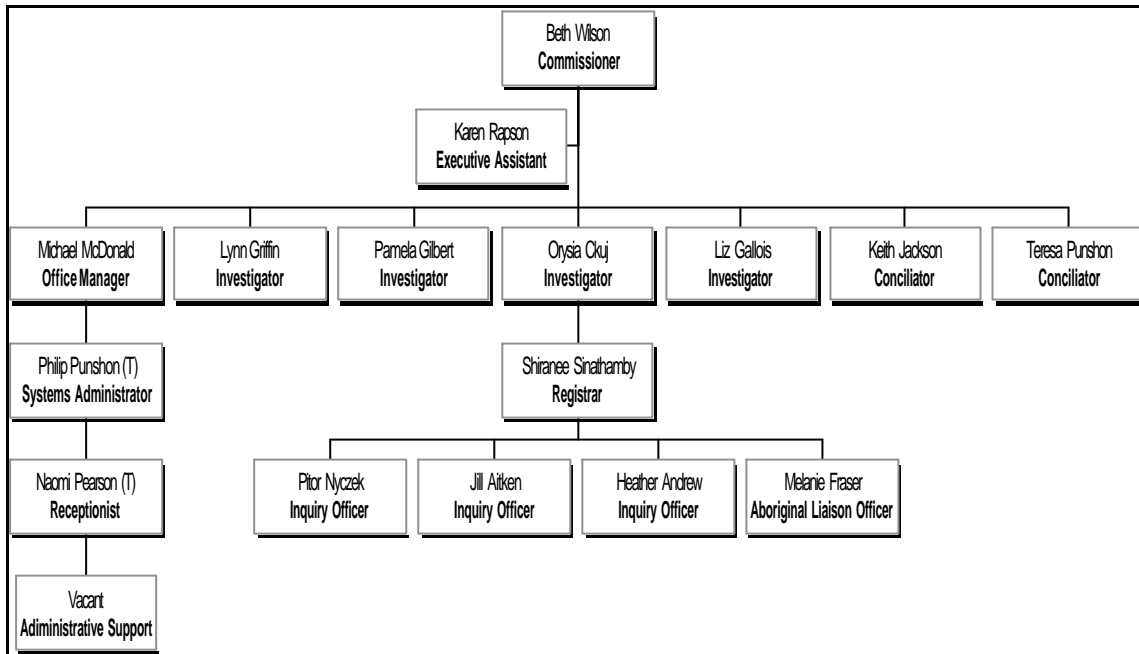 Beth Wilson
Commissioner
Karen Rapson
Executive Assistant
Michael McDonald
Office Manager
Lynn Griffin
Investigator
Pamela Gilbert
Investigator
Orysia Ckuj
Investigator
Liz Gallois
Investigator
Keith Jackson
Conciliator
Teresa Punshon
Conciliator
Philip Punshon (T)
Systems Administrator
Shiranee Sinathamby
Registrar
Naomi Pearson (T)
Receptionist
Pitor Nyczek
Inquiry Officer
Jill Aitken
Inquiry Officer
Heather Andrew
Inquiry Officer
Melanie Fraser
Aboriginal Liaison Officer
Vacant
Adiministrative Support